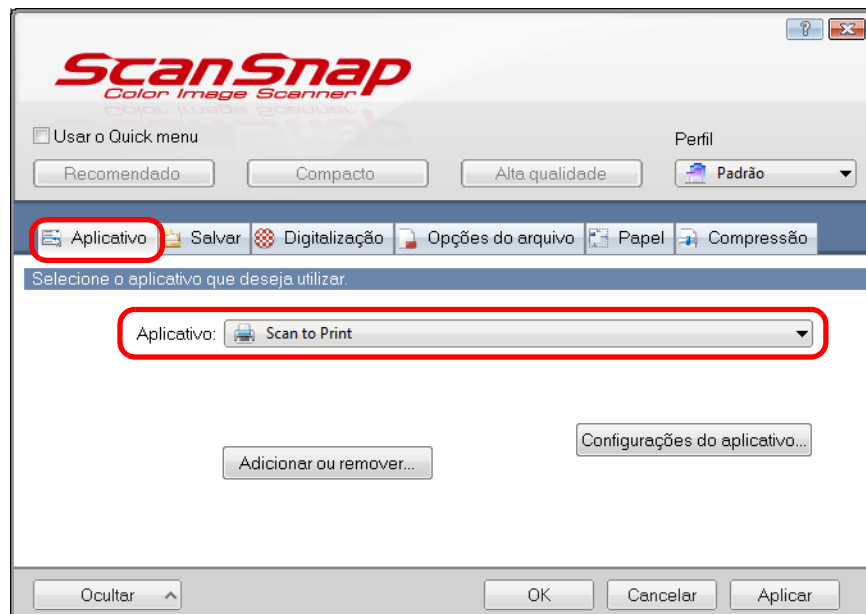 ScanSnap
Color Image Scanner
Usar o Quick menu
Perfil
Recomendado Compacto Alta qualidade Padrão
Aplicativo Salvar Digitalização Opções do arquivo Papel Compressão
Selecione o aplicativo que deseja utilizar.
Aplicativo: Scan to Print
Configurações do aplicativo...
Adicionar ou remover...
Ocultar OK Cancelar Aplicar